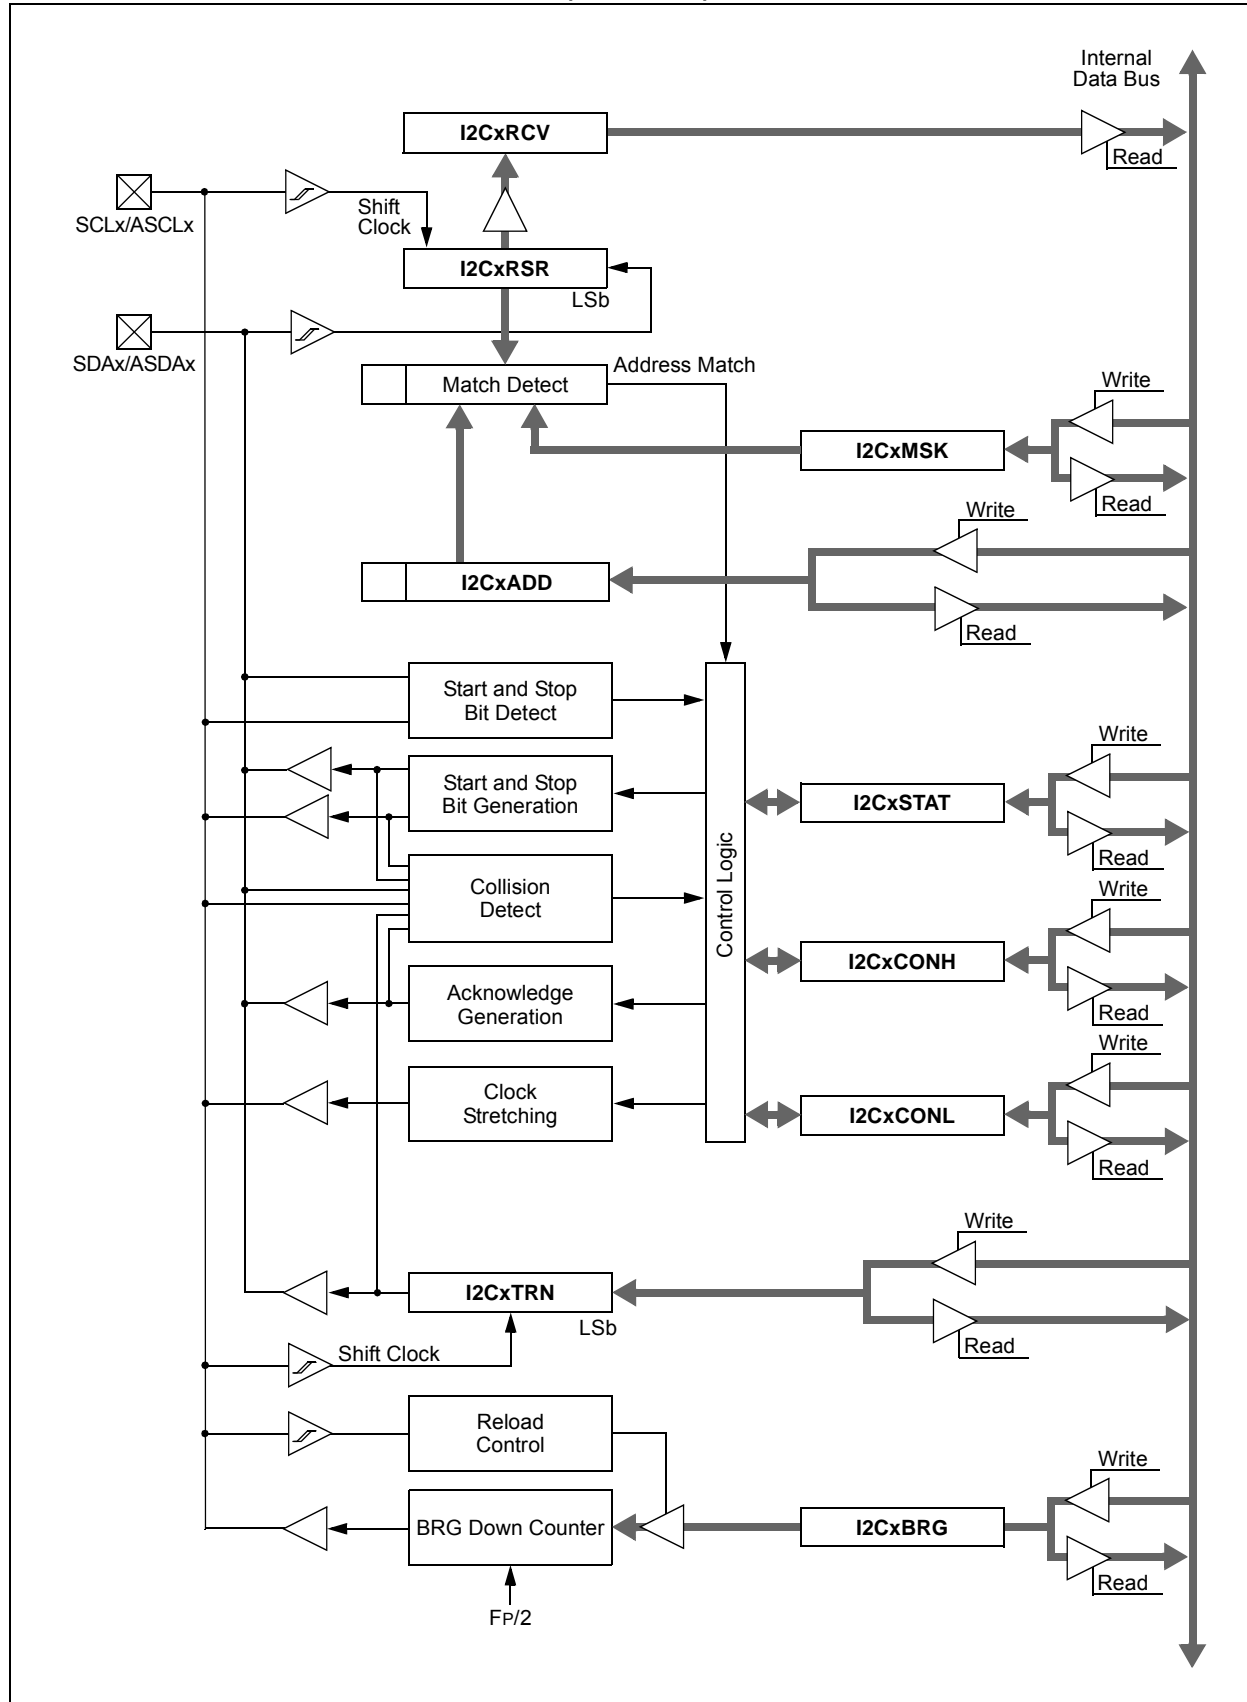 Internal
Data Bus
I2CxRCV
Read
SCLx/ASCLx
Shift
Clock
I2CxRSR
LSb
SDAx/ASDAx
Address Match
Match Detect
Write
I2CxMSK
Read
Write
I2CxADD
Read
Start and Stop
Bit Detect
Write
Start and Stop
Bit Generation
I2CxSTAT
Read
Control Logic
Collision
Detect
Write
I2CxCONH
Acknowledge
Generation
Read
Write
Clock
Stretching
I2CxCONL
Read
Write
I2CxTRN
LSb
Read
Shift Clock
Reload
Control
Write
BRG Down Counter
I2CxBRG
Read
FP/2